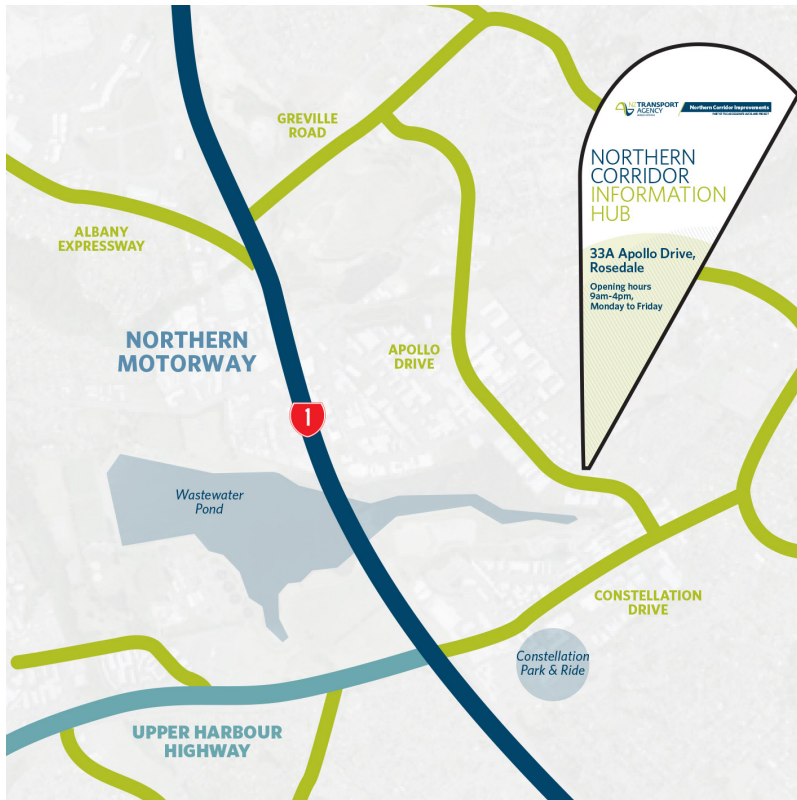 GREVILLE
ROAD
NZ TRANSPORT
AGENCY
Northern Corridor Improvements
NORTHERN
CORRIDOR
INFORMATION
HUB
33A Apollo Drive,
Rosedale
Opening hours
9am-4pm,
Monday to Friday
ALBANY
EXPRESSWAY
NORTHERN
MOTORWAY
APOLLO
DRIVE
1
Wastewater
Pond
CONSTELLATION
DRIVE
Constellation
Park & Ride
UPPER HARBOUR
HIGHWAY